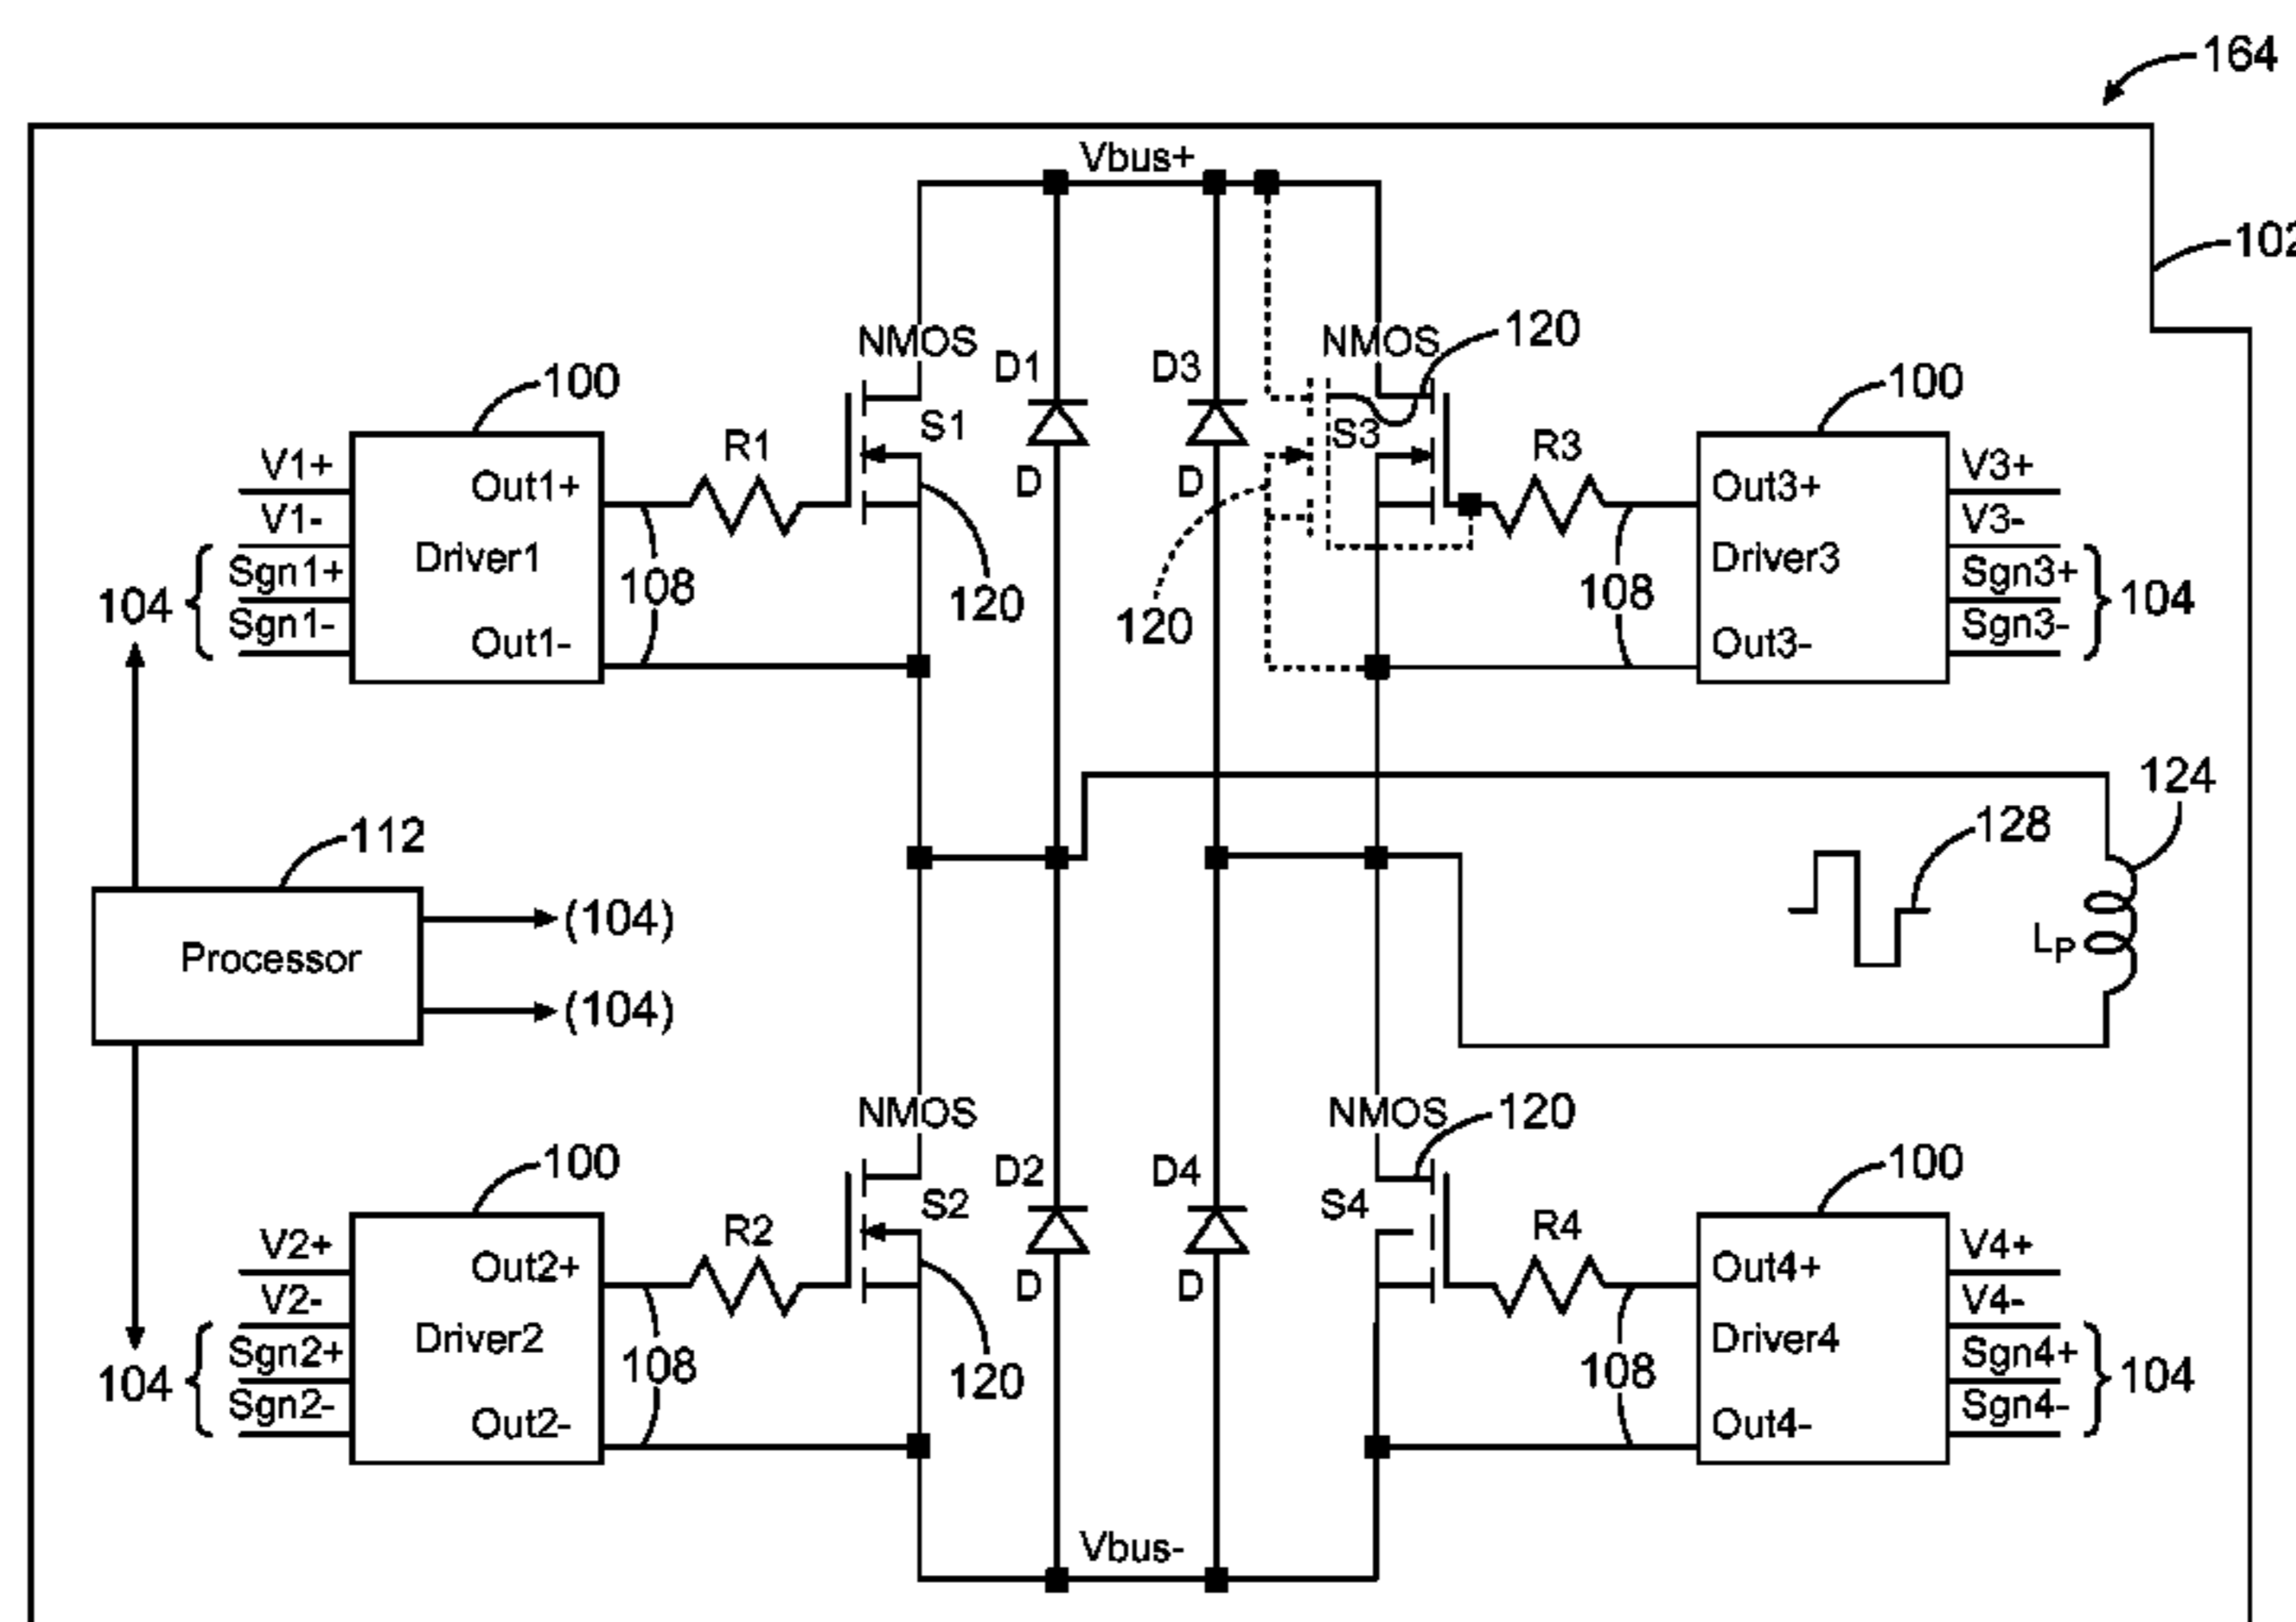 164
Vbus+
102
NMOS
NMOS
120
100
D1
D3
100
S1
S3
V1+
Out1+
R1
R3
Out3+
V3+
V1-
D
D
V3-
Driver1
Driver3
104
Sgn1+
108
120
120
108
Sgn3+
104
Sgn1-
Sgn3-
Out1-
Out3-
124
112
128
(104)
Processor
LP
(104)
NMOS
NMOS
120
100
D2
D4
100
S2
S4
V2+
Out2+
R2
R4
Out4+
V4+
V2-
D
D
V4-
Driver2
Driver4
104
Sgn2+
108
120
108
Sgn4+
104
Sgn2-
Sgn4-
Out2-
Out4-
Vbus-